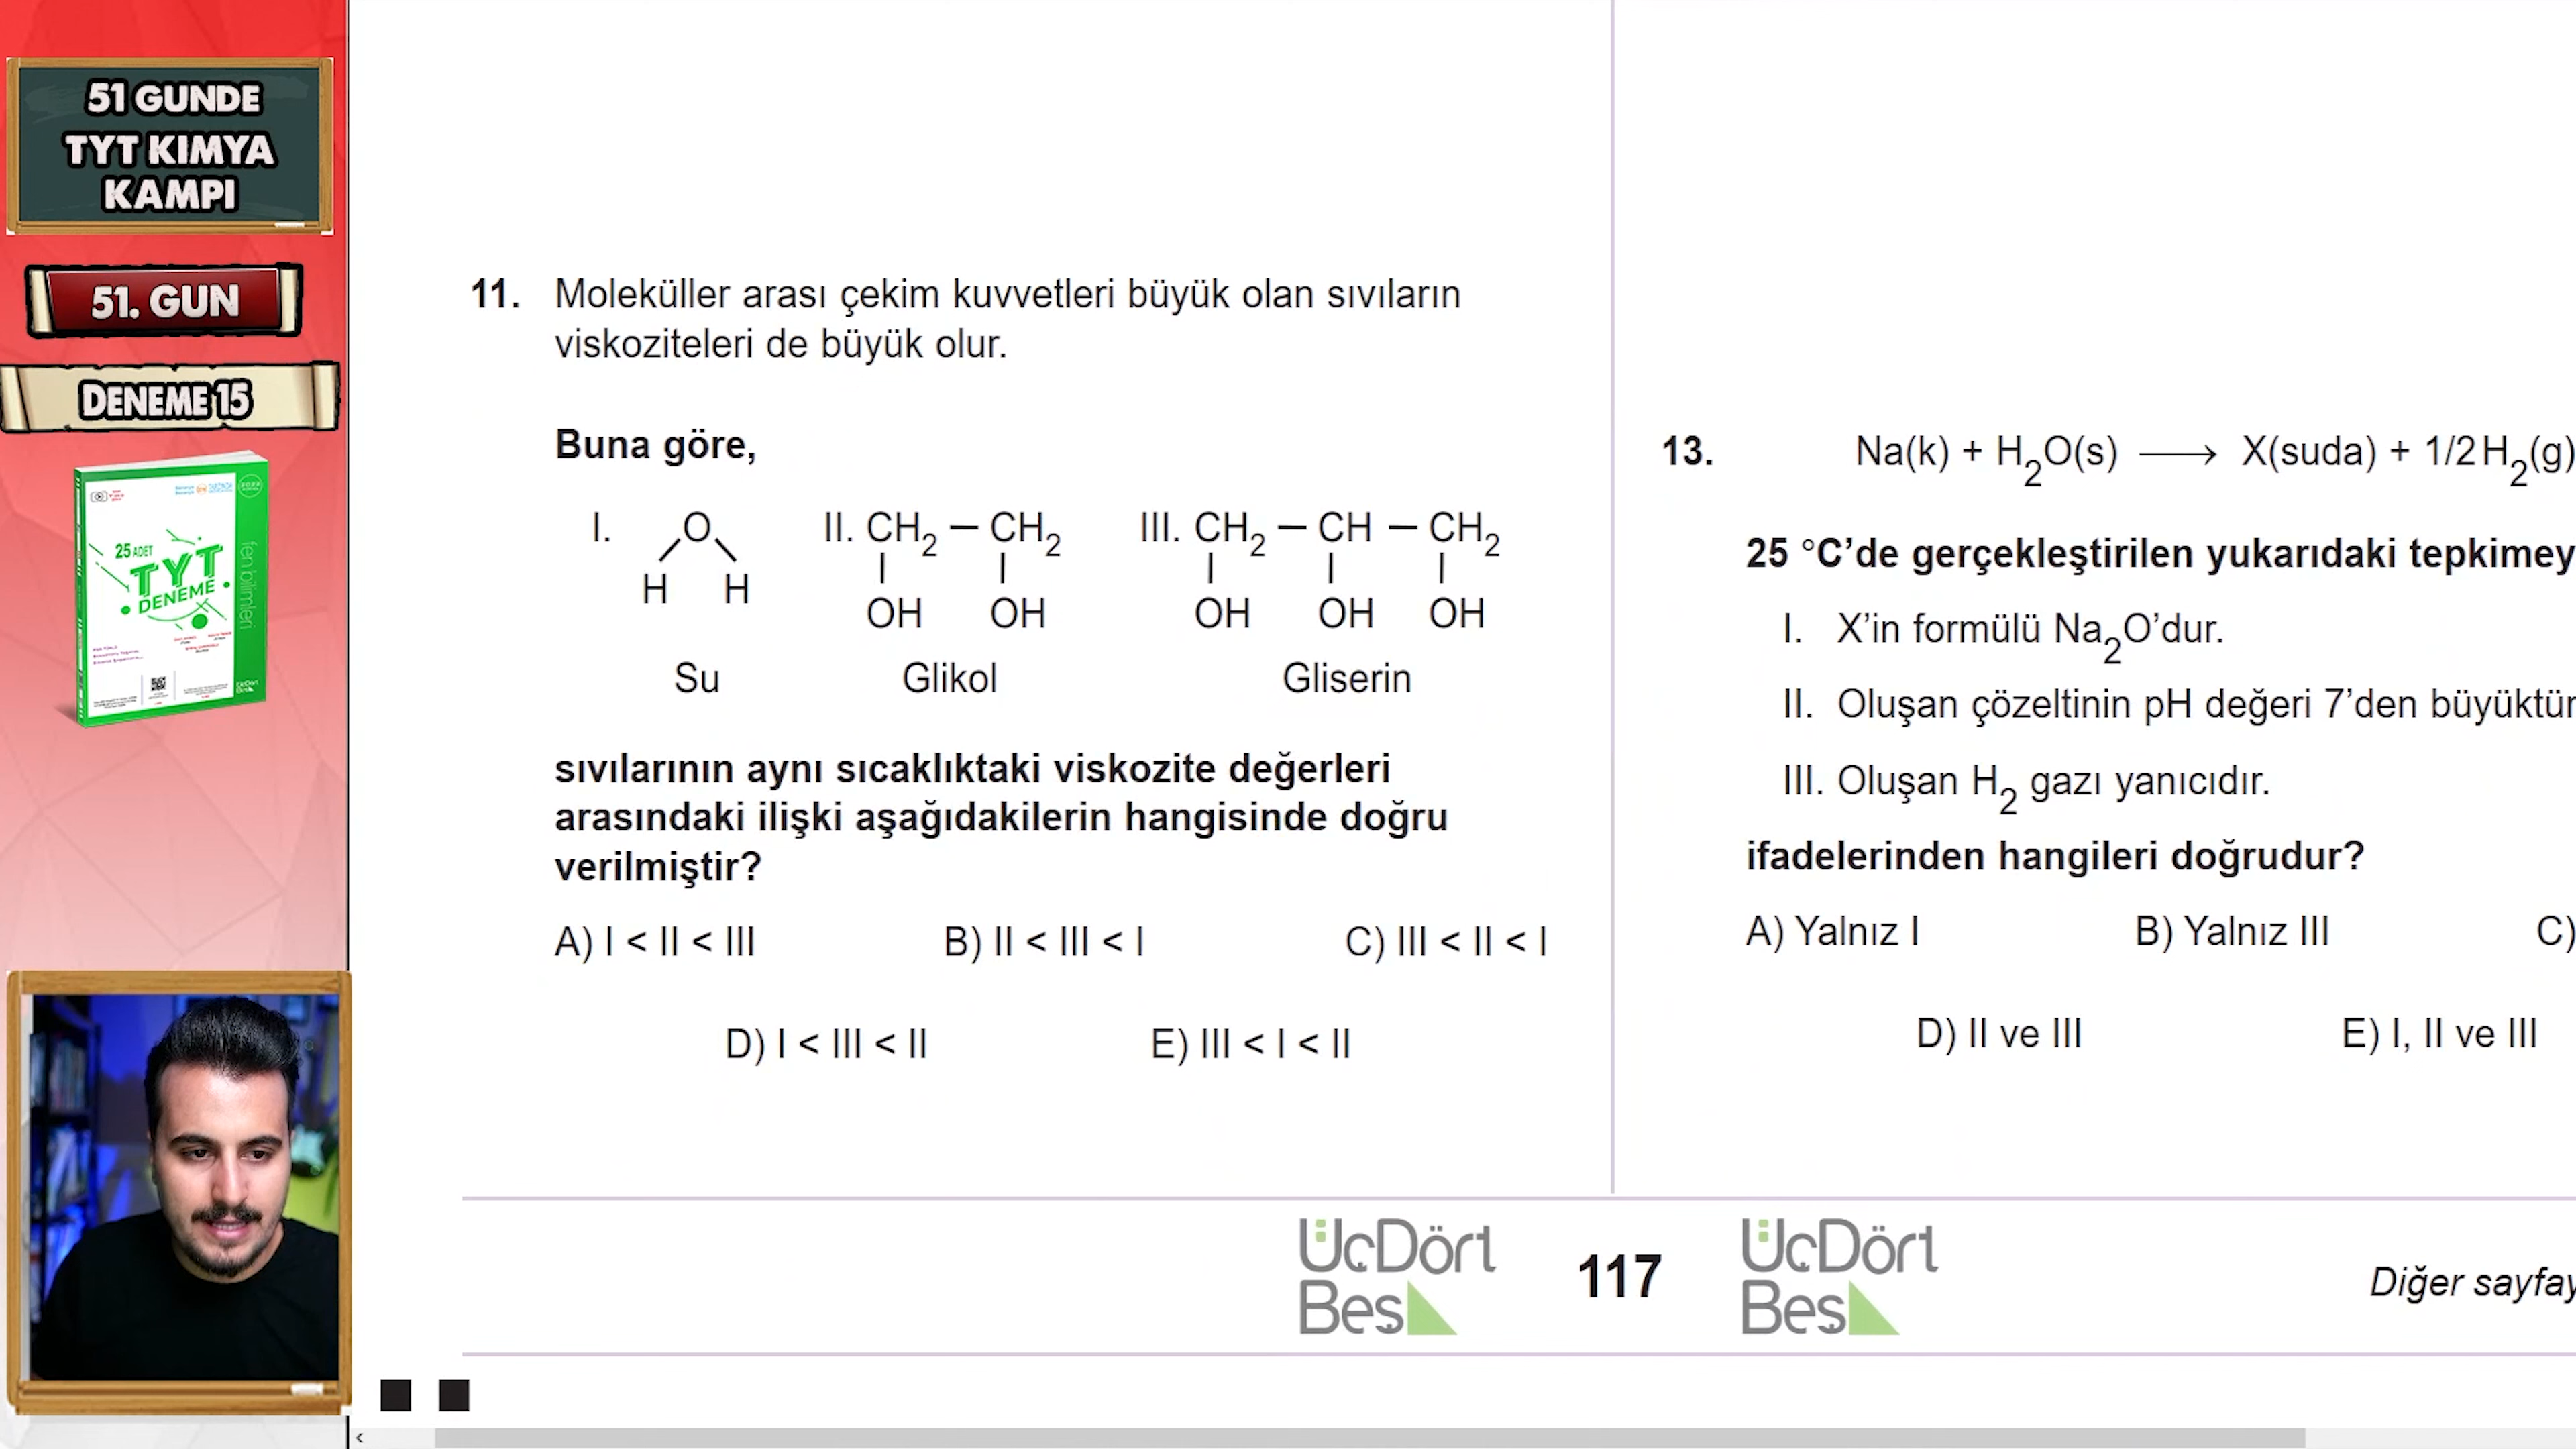 51 GUNDE
TYT KIMYA
KAMPI
51. GUN
DENEME 15
25 ADET
TYT
DENEME
fen bilimleri
11. Moleküller arası çekim kuvvetleri büyük olan sıvıların
viskoziteleri de büyük olur.
Buna göre,
I. O
H H
Su
II. CH2 – CH2
OH OH
Glikol
III. CH2 – CH – CH2
OH OH OH
Gliserin
sıvılarının aynı sıcaklıktaki viskozite değerleri
arasındaki ilişki aşağıdakilerin hangisinde doğru
verilmiştir?
A) I < II < III B) II < III < I C) III < II < I
D) I < III < II E) III < I < II
13. Na(k) + H2O(s) ⟶ X(suda) + 1/2 H2(g)
25 °C’de gerçekleştirilen yukarıdaki tepkimey
I. X’in formülü Na2O’dur.
II. Oluşan çözeltinin pH değeri 7’den büyüktür
III. Oluşan H2 gazı yanıcıdır.
ifadelerinden hangileri doğrudur?
A) Yalnız I B) Yalnız III C)
D) II ve III E) I, II ve III
ÜçDört
Beş
117
ÜçDört
Beş
Diğer sayfay